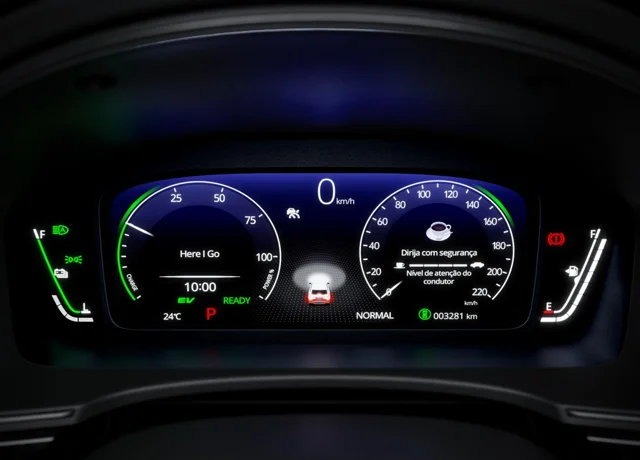 F
A
L
25
50
75
100
CHARGE
POWER %
Here I Go
10:00
EV
READY
24℃
P
0 km/h
0
20
40
60
80
100
120
140
160
180
200
220
km/h
Dirija com segurança
Nível de atenção do
condutor
NORMAL
003281 km
F
E